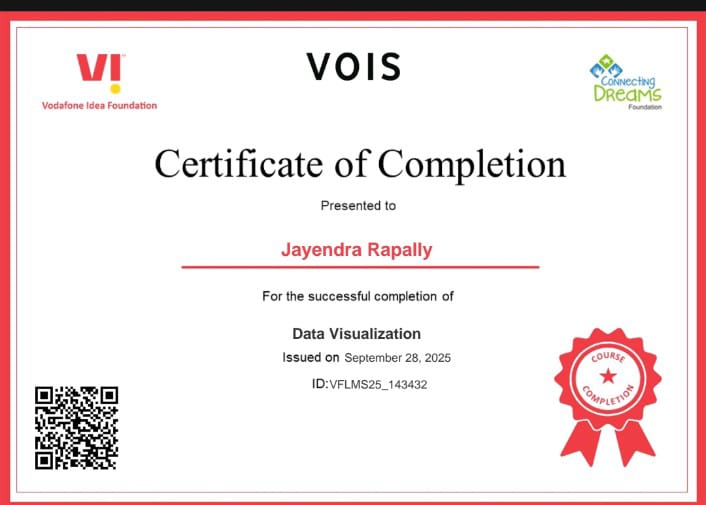 VI
Vodafone Idea Foundation
VOIS
Connecting
Dreams
Foundation
Certificate of Completion
Presented to
Jayendra Rapally
For the successful completion of
Data Visualization
Issued on September 28, 2025
ID:VFLMS25_143432
COURSE
COMPLETION